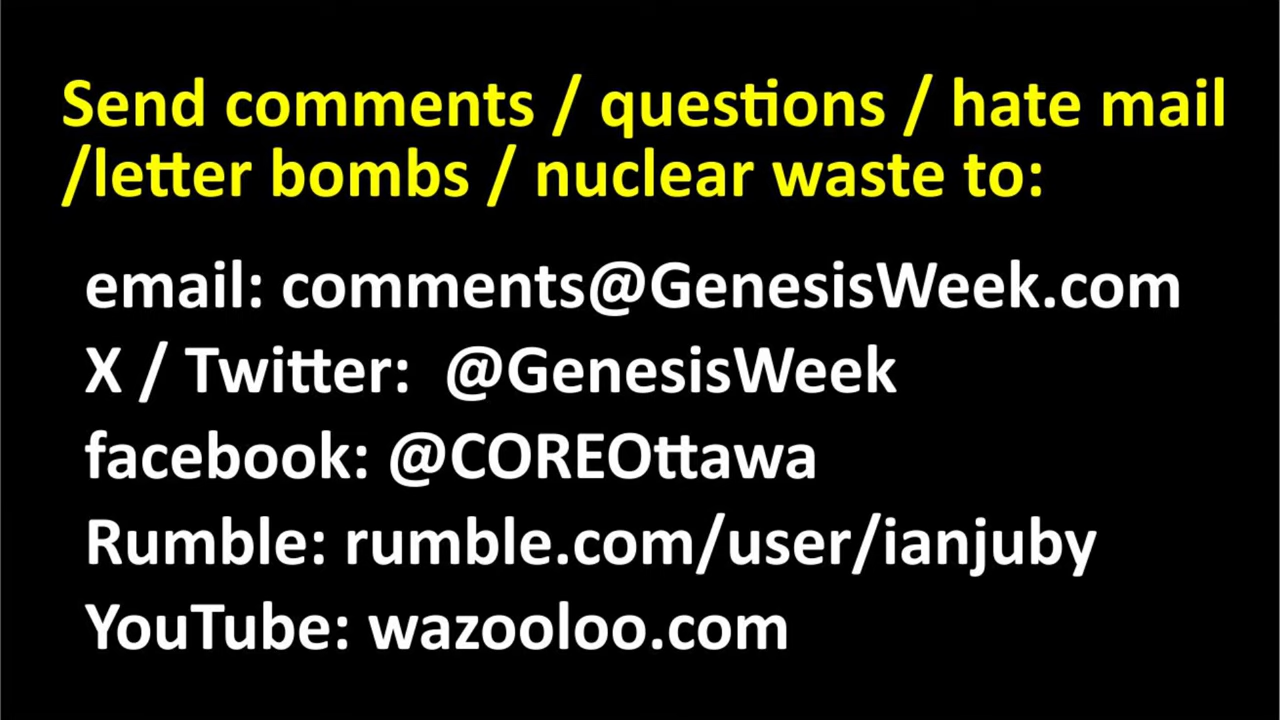 Send comments / questions / hate mail
/letter bombs / nuclear waste to:
email: comments@GenesisWeek.com
X / Twitter: @GenesisWeek
facebook: @COREOttawa
Rumble: rumble.com/user/ianjuby
YouTube: wazooloo.com